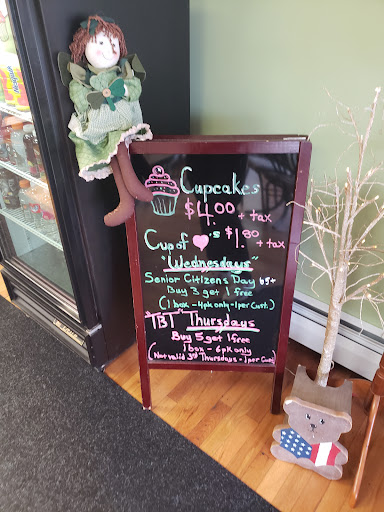 Cupcakes
$4.00 + tax
Cup of ♥'s $1.80 + tax
"Wednesdays"
Senior Citizens Day 65+
Buy 3 get 1 free
(1 box - 4pk only - 1 per Cust.)
"TBT" Thursdays
Buy 5 get 1 free
1 box - 6pk only
(Not valid 3rd Thursdays - 1 per Cust)